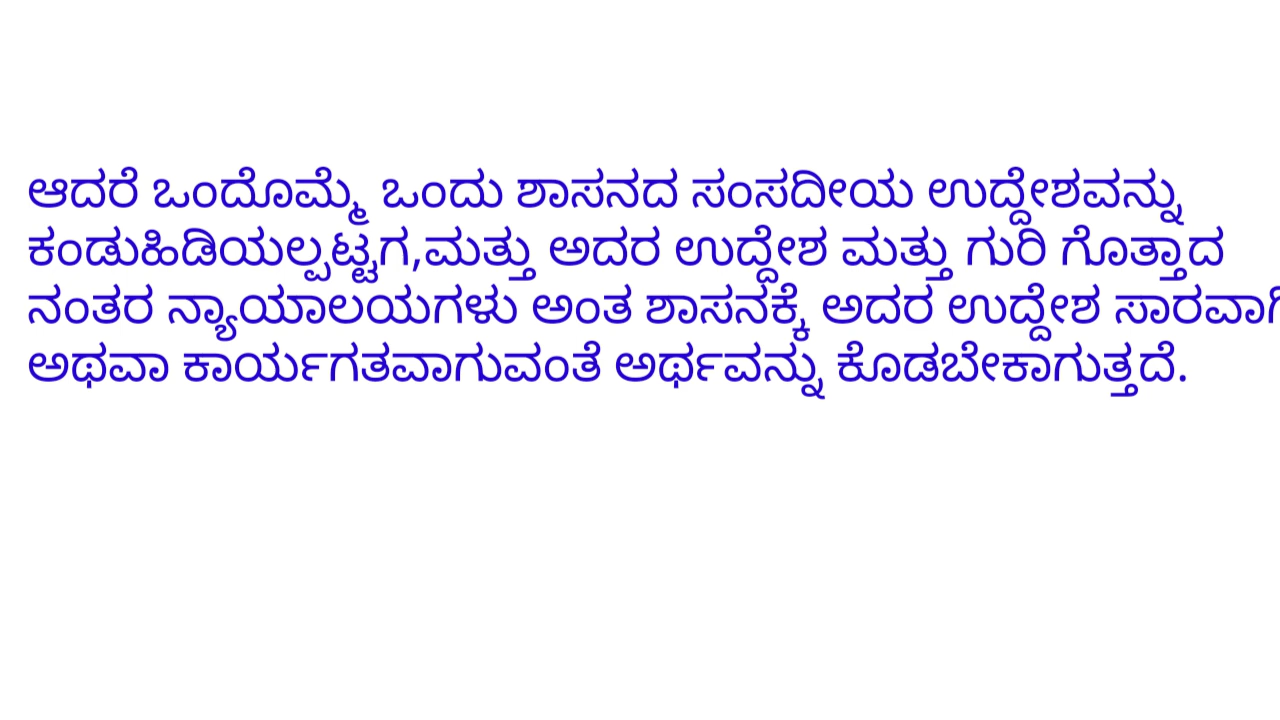 ಆದರೆ ಒಂದೊಮ್ಮೆ ಒಂದು ಶಾಸನದ ಸಂಸದೀಯ ಉದ್ದೇಶವನ್ನು
ಕಂಡುಹಿಡಿಯಲ್ಪಟ್ಟಗ,ಮತ್ತು ಅದರ ಉದ್ದೇಶ ಮತ್ತು ಗುರಿ ಗೊತ್ತಾದ
ನಂತರ ನ್ಯಾಯಾಲಯಗಳು ಅಂತ ಶಾಸನಕ್ಕೆ ಅದರ ಉದ್ದೇಶ
ಅಥವಾ ಕಾರ್ಯಗತವಾಗುವಂತೆ ಅರ್ಥವನ್ನು ಕೊಡಬೇಕಾಗುತ್ತದೆ.